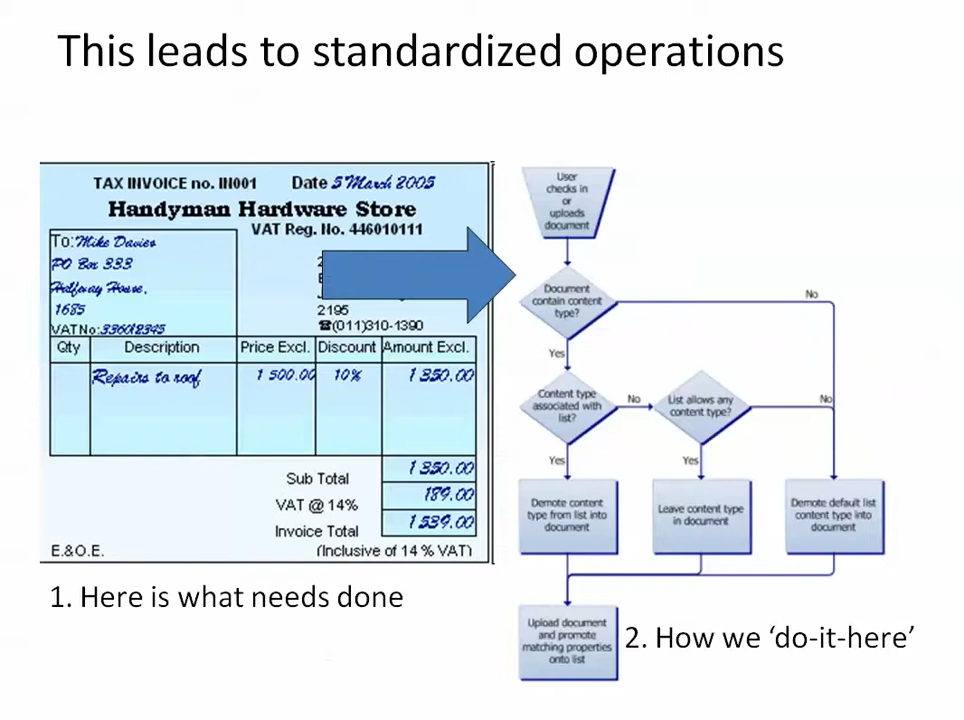 This leads to standardized operations
TAX INVOICE no. IN001 Date 5 March 2005
Handyman Hardware Store
VAT Reg. No. 446010111
To: Mike Davies
PO Box 333
Halfway House,
1685
VAT No: 336012345
2195
☎(011)310-1390
Qty Description Price Excl. Discount Amount Excl.
Repairs to roof 1 500.00 10% 1 350.00
Sub Total 1 350.00
VAT @ 14% 189.00
Invoice Total 1 539.00
E.&O.E. (Inclusive of 14 % VAT)
1. Here is what needs done
User
checks in
or
uploads
document
Document
contain content
type?
No
Yes
Content type
associated with
list?
No
List allows any
content type?
No
Yes
Yes
Demote content
type from list into
document
Leave content type
in document
Demote default list
content type into
document
Upload document
and promote
matching properties
onto list
2. How we ‘do-it-here’